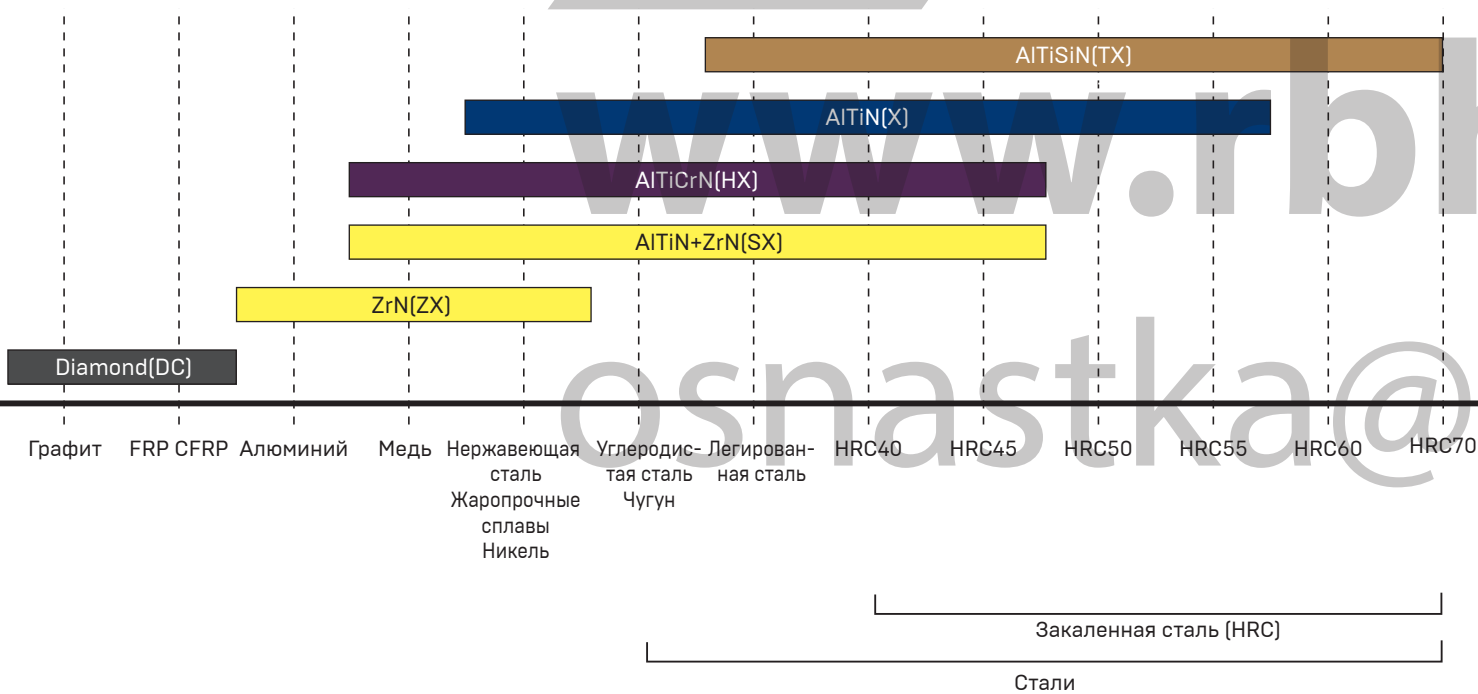 AlTiSiN(TX)
www.rbl
AlTiN(X)
AlTiCrN(HX)
AlTiN+ZrN(SX)
ZrN(ZX)
Diamond(DC)
osnastka@
Графит FRP CFRP Алюминий Медь Нержавеющая Углеродис- Легирован- HRC40 HRC45 HRC50 HRC55 HRC60 HRC70
сталь тая сталь ная сталь
Жаропрочные Чугун
сплавы
Никель
Закаленная сталь (HRC)
Стали